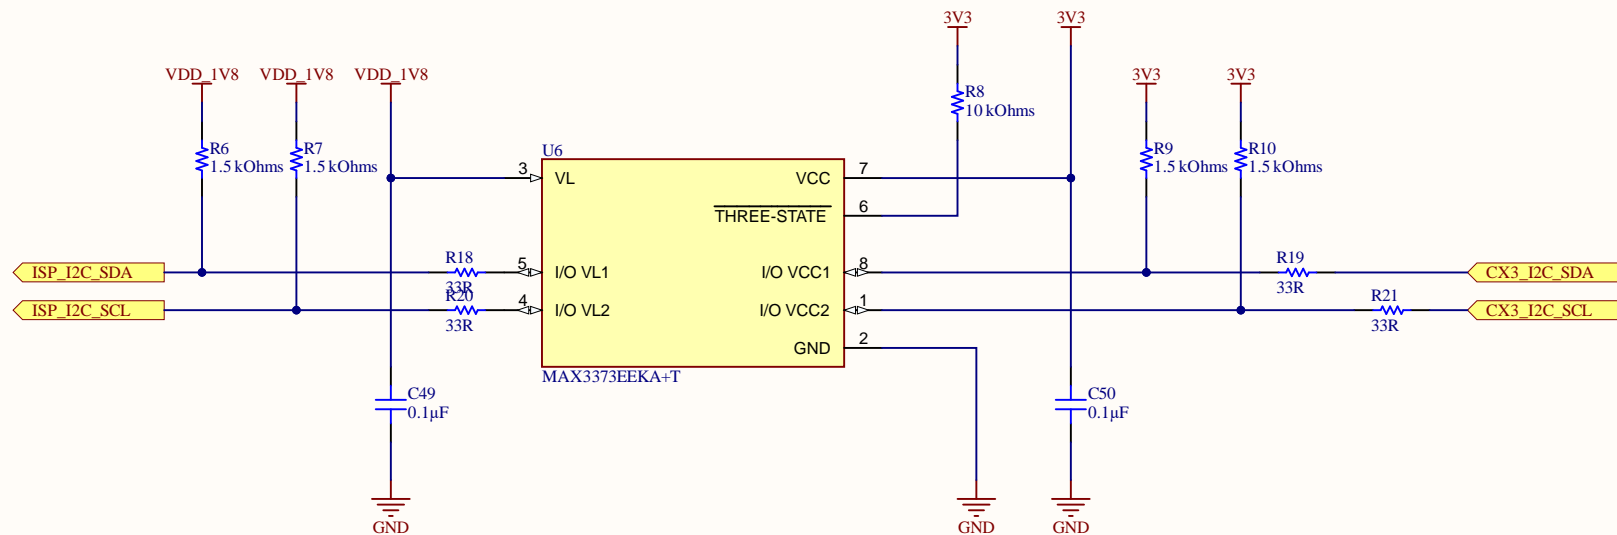 3V3
3V3
VDD_1V8
VDD_1V8
VDD_1V8
3V3
3V3
R8
10 kOhms
R6
1.5 kOhms
R7
1.5 kOhms
U6
R9
1.5 kOhms
R10
1.5 kOhms
3
VL
VCC
7
THREE-STATE
6
ISP_I2C_SDA
R18
33R
5
I/O VL1
I/O VCC1
8
R19
33R
CX3_I2C_SDA
ISP_I2C_SCL
R20
33R
4
I/O VL2
I/O VCC2
1
R21
33R
CX3_I2C_SCL
GND
2
MAX3373EEKA+T
C49
0.1µF
C50
0.1µF
GND
GND
GND